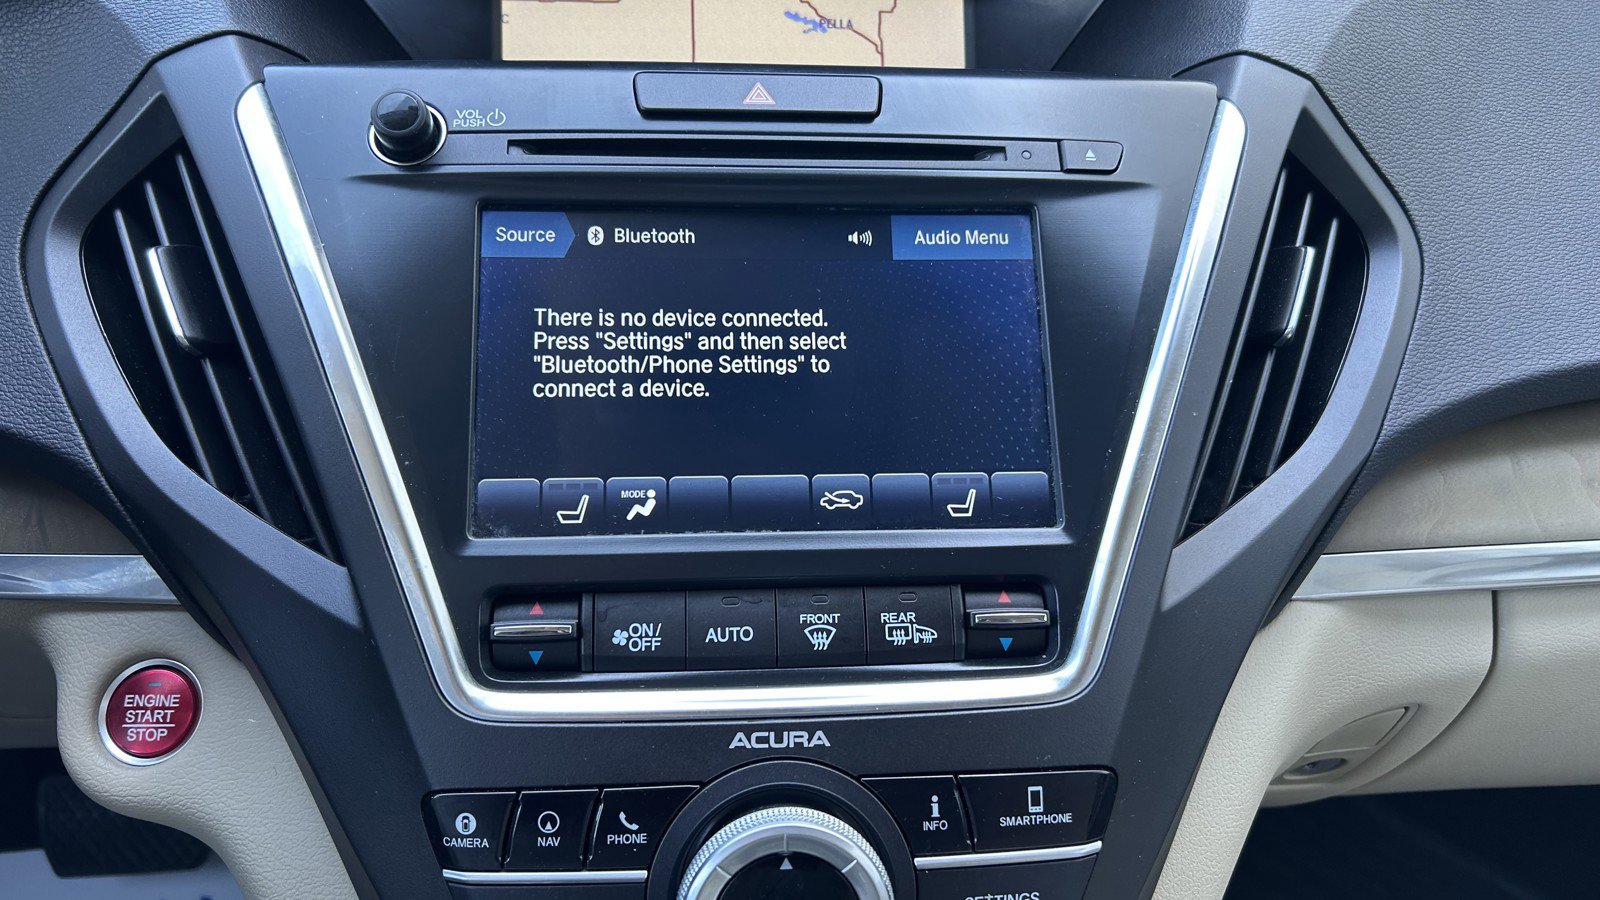 C
PELLA
VOL
PUSH
Source
Bluetooth
Audio Menu
There is no device connected.
Press "Settings" and then select
"Bluetooth/Phone Settings" to
connect a device.
MODE
ON/
OFF
AUTO
FRONT
REAR
ENGINE
START
STOP
ACURA
CAMERA
NAV
PHONE
INFO
SMARTPHONE
SETTINGS